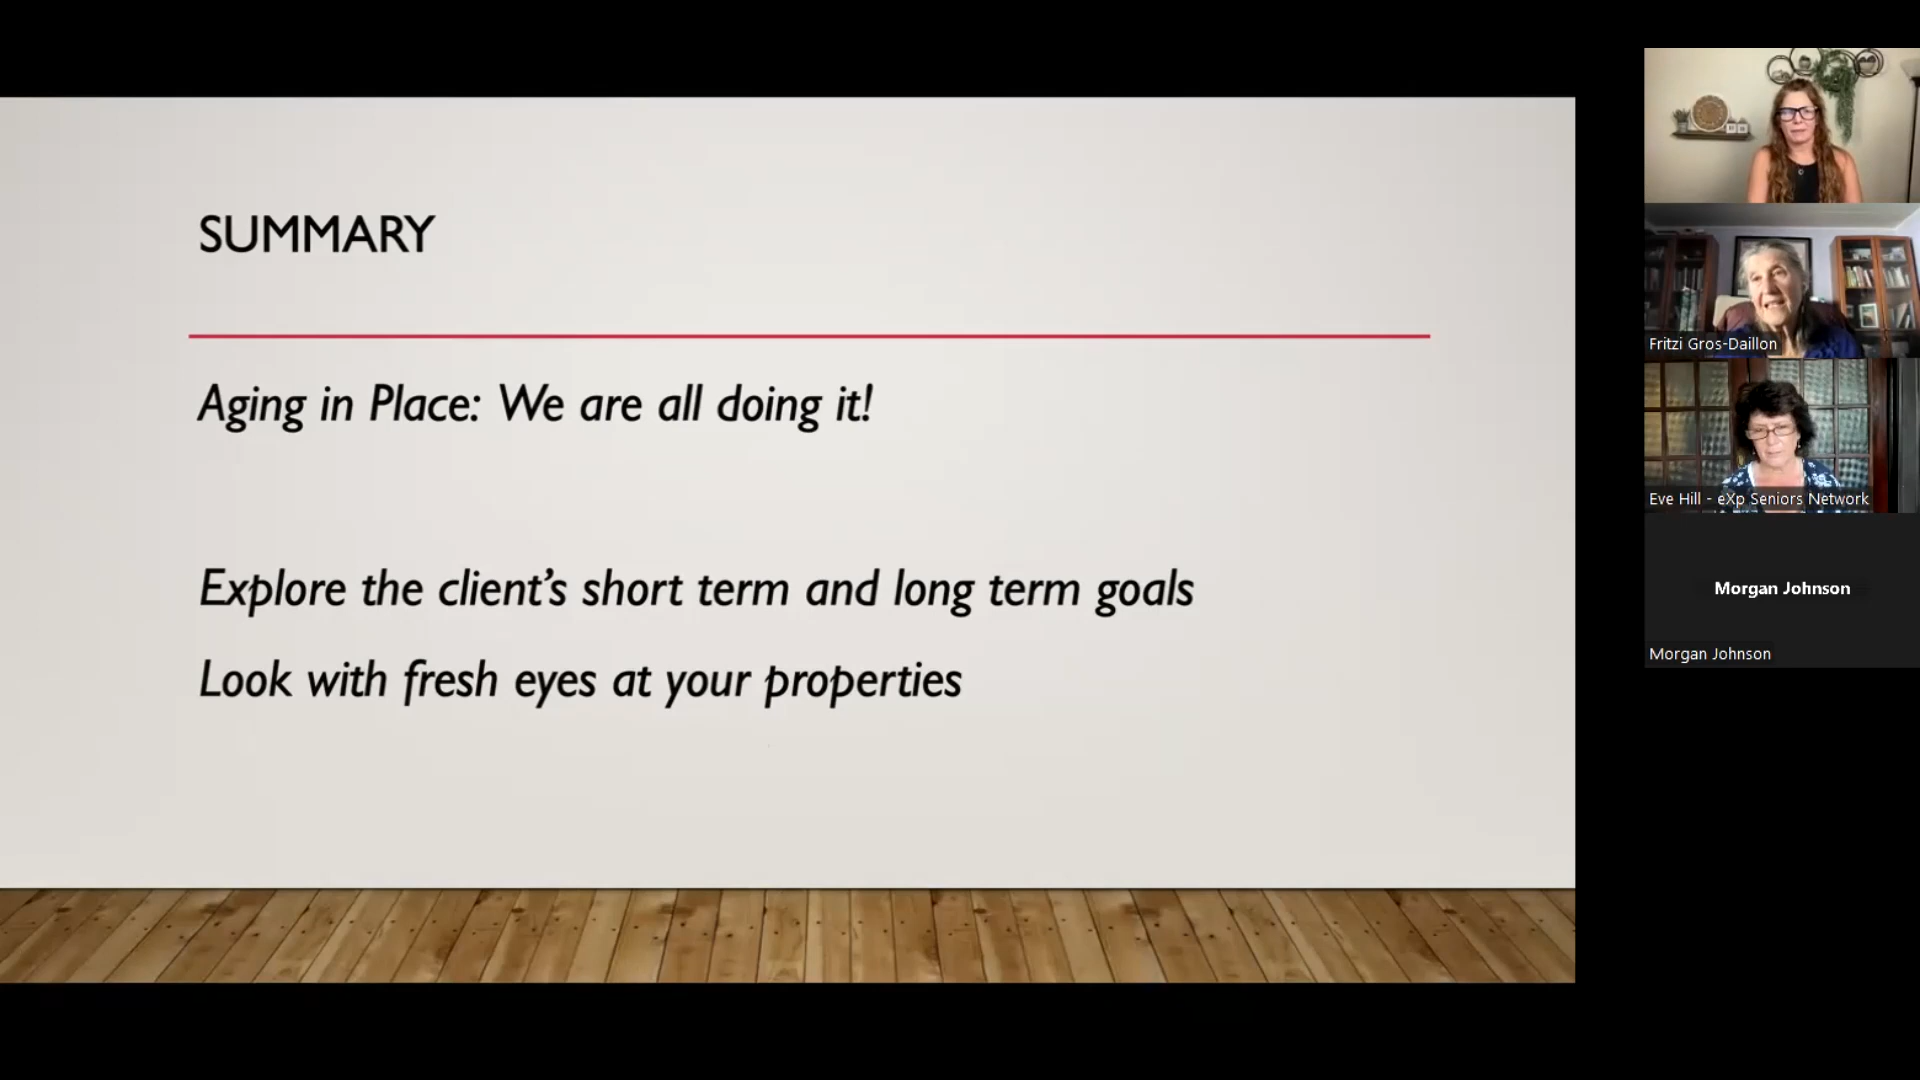 SUMMARY
Aging in Place: We are all doing it!
Explore the client’s short term and long term goals
Look with fresh eyes at your properties
Fritzi Gros-Daillon
Eve Hill - eXp Seniors Network
Morgan Johnson
Morgan Johnson